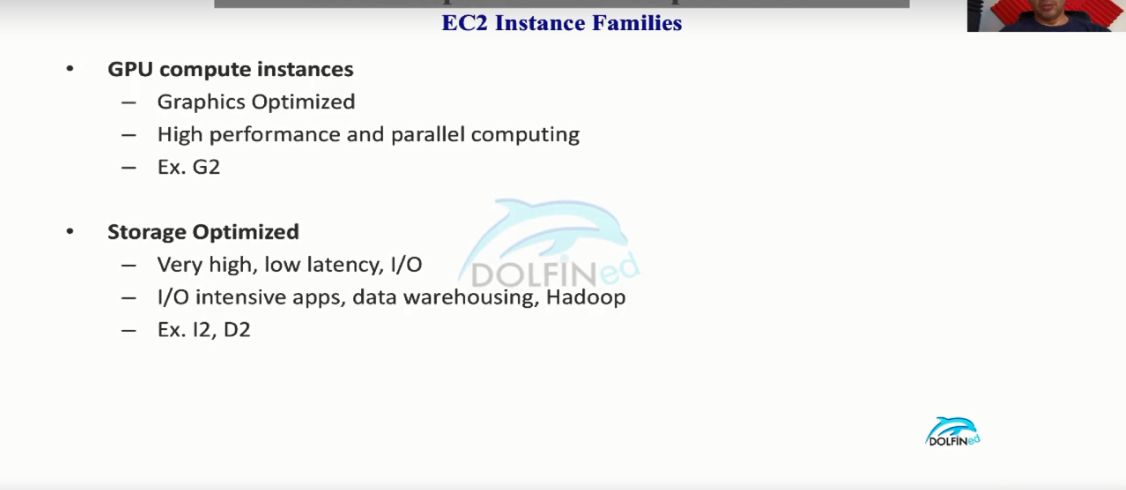 EC2 Instance Families
• GPU compute instances
– Graphics Optimized
– High performance and parallel computing
– Ex. G2
• Storage Optimized
– Very high, low latency, I/O
– I/O intensive apps, data warehousing, Hadoop
– Ex. I2, D2
DOLFINed
DOLFINed